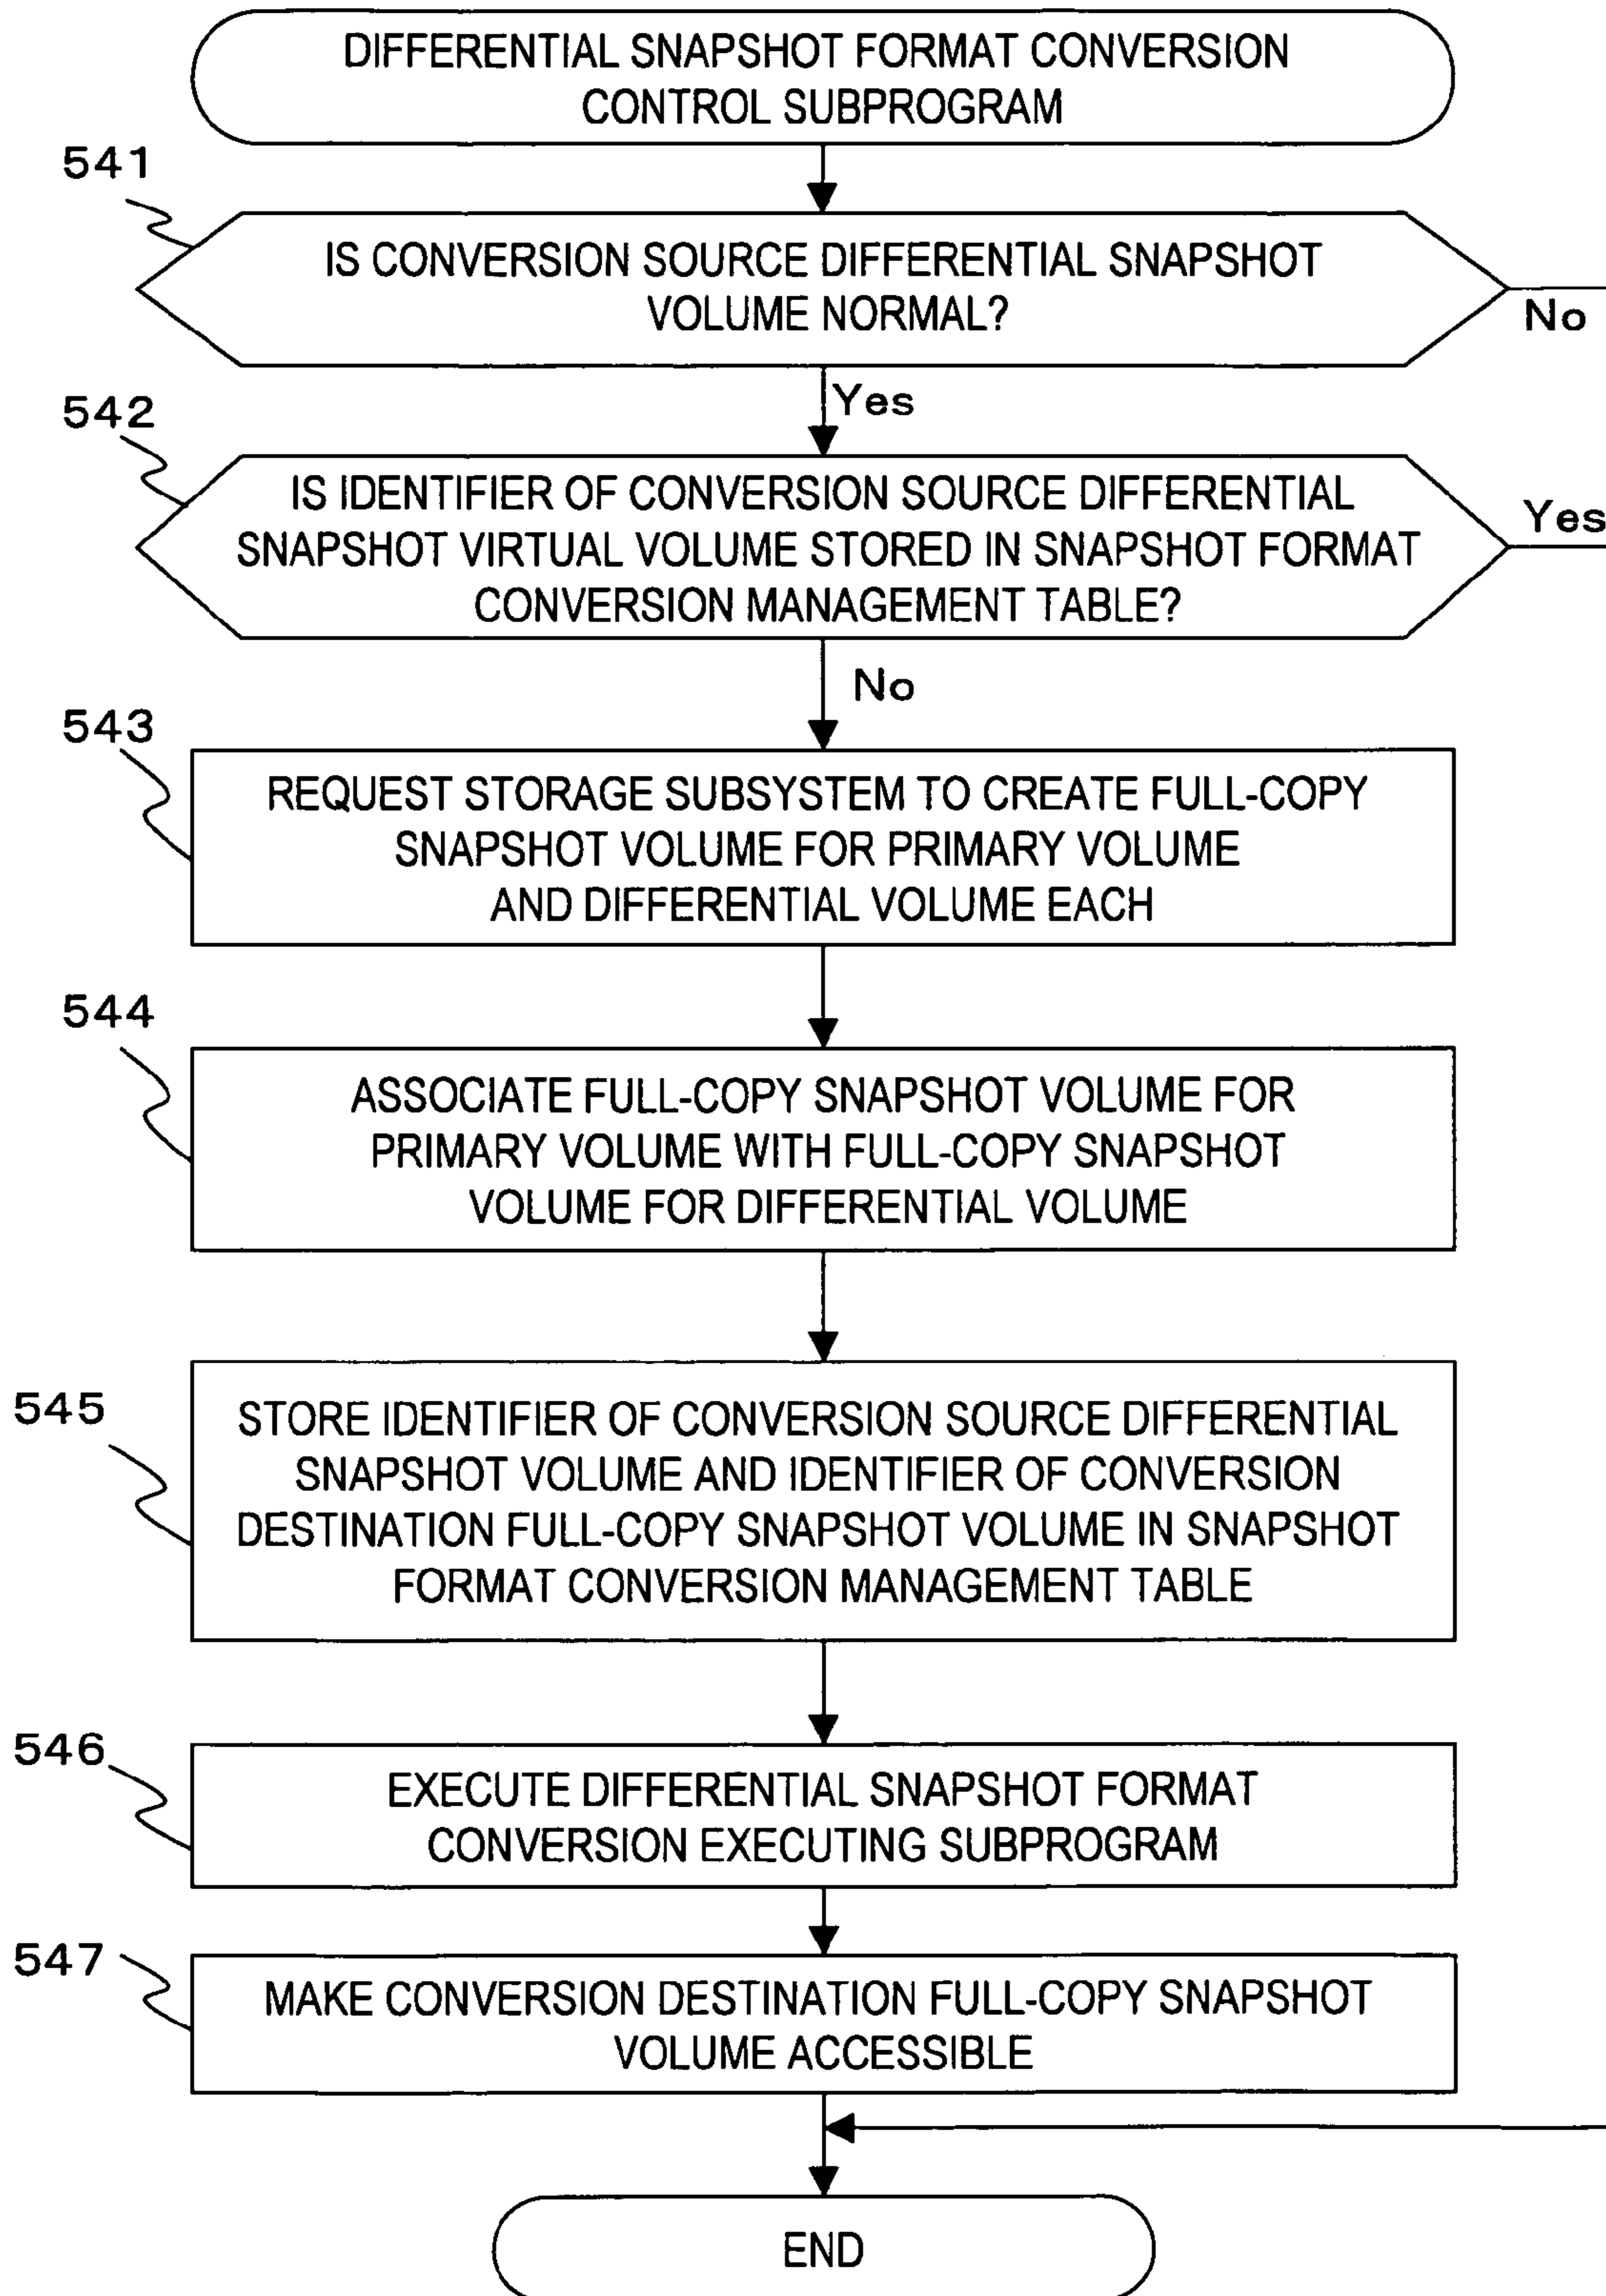 DIFFERENTIAL SNAPSHOT FORMAT CONVERSION
CONTROL SUBPROGRAM
541
IS CONVERSION SOURCE DIFFERENTIAL SNAPSHOT
VOLUME NORMAL?
No
Yes
542
IS IDENTIFIER OF CONVERSION SOURCE DIFFERENTIAL
SNAPSHOT VIRTUAL VOLUME STORED IN SNAPSHOT FORMAT
CONVERSION MANAGEMENT TABLE?
Yes
No
543
REQUEST STORAGE SUBSYSTEM TO CREATE FULL-COPY
SNAPSHOT VOLUME FOR PRIMARY VOLUME
AND DIFFERENTIAL VOLUME EACH
544
ASSOCIATE FULL-COPY SNAPSHOT VOLUME FOR
PRIMARY VOLUME WITH FULL-COPY SNAPSHOT
VOLUME FOR DIFFERENTIAL VOLUME
545
STORE IDENTIFIER OF CONVERSION SOURCE DIFFERENTIAL
SNAPSHOT VOLUME AND IDENTIFIER OF CONVERSION
DESTINATION FULL-COPY SNAPSHOT VOLUME IN SNAPSHOT
FORMAT CONVERSION MANAGEMENT TABLE
546
EXECUTE DIFFERENTIAL SNAPSHOT FORMAT
CONVERSION EXECUTING SUBPROGRAM
547
MAKE CONVERSION DESTINATION FULL-COPY SNAPSHOT
VOLUME ACCESSIBLE
END